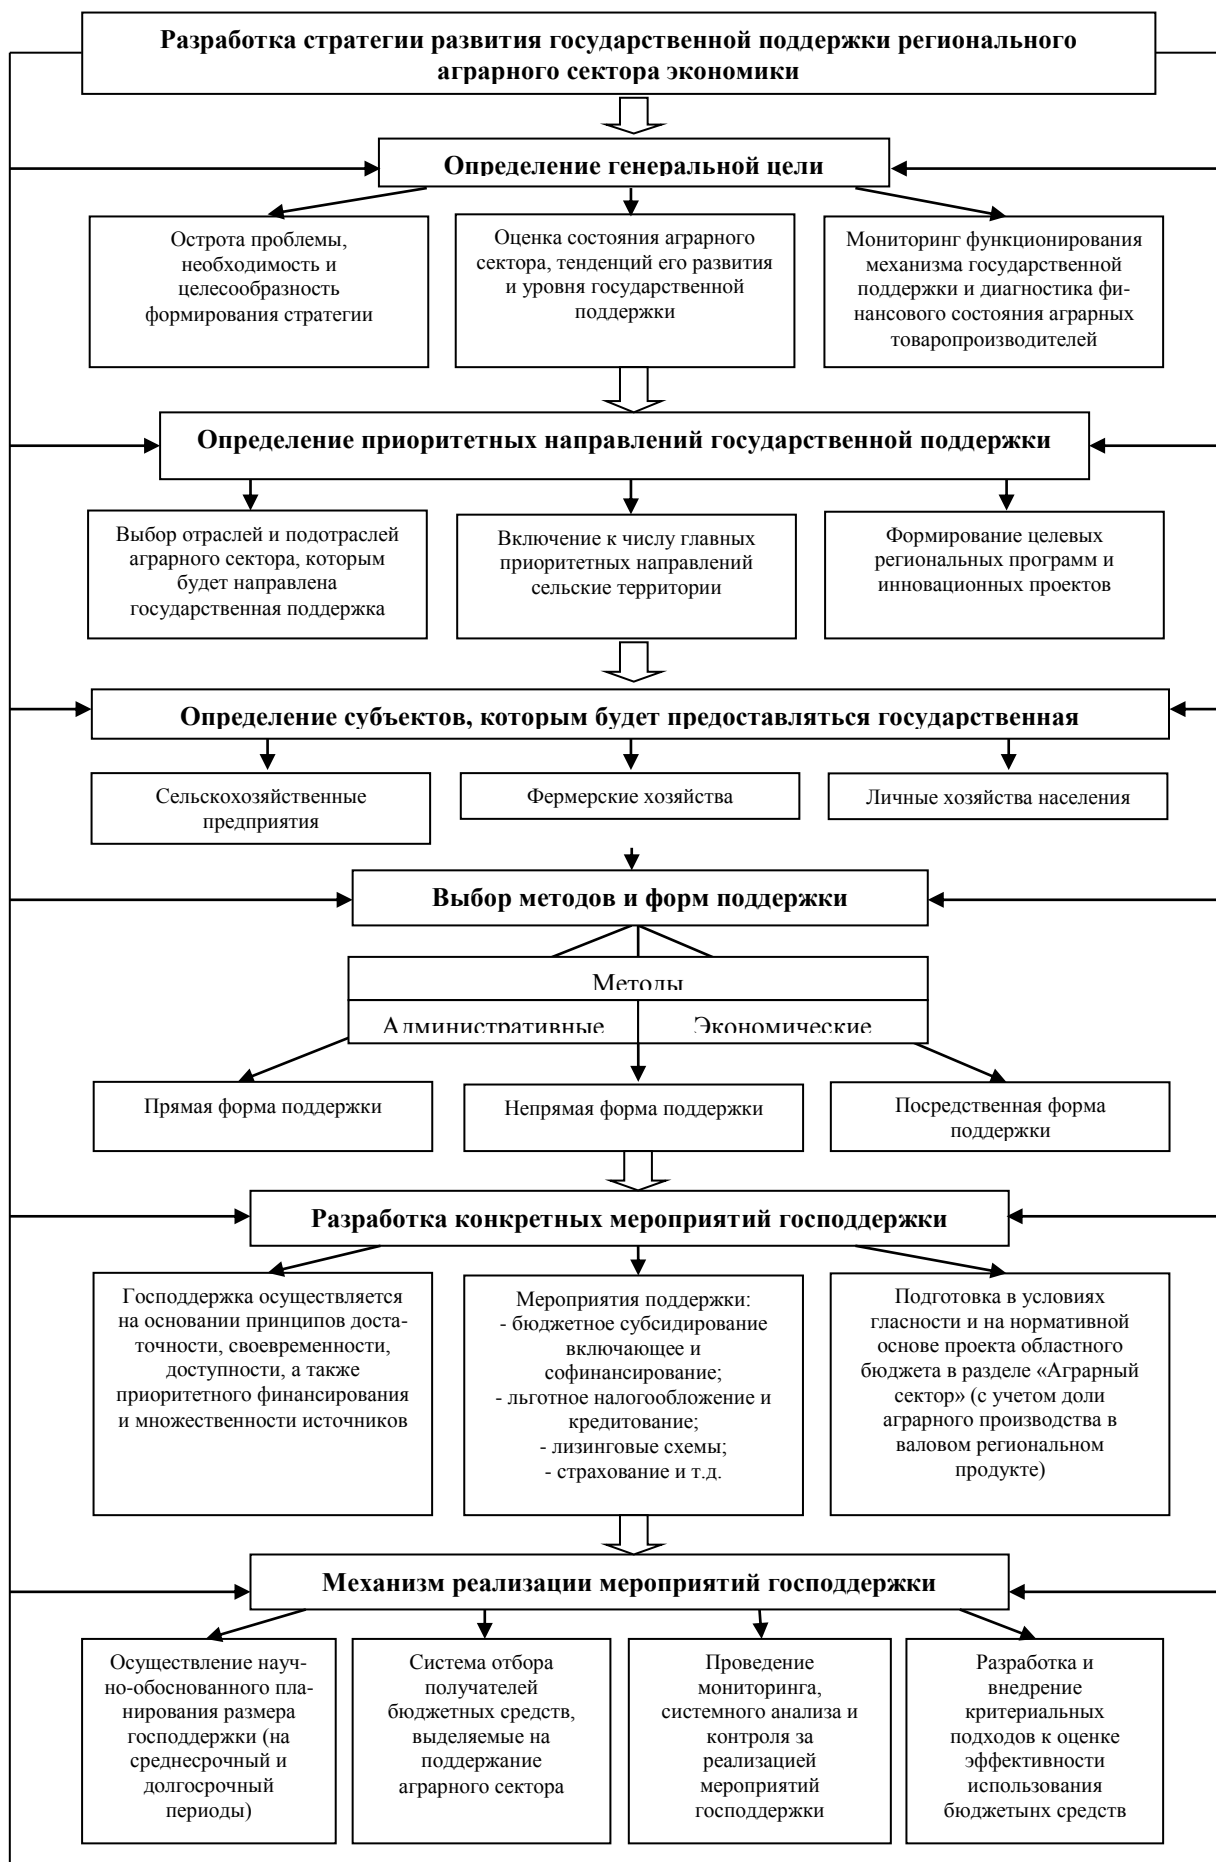 Разработка стратегии развития государственной поддержки регионального
аграрного сектора экономики
Определение генеральной цели
Острота проблемы,
необходимость и
целесообразность
формирования стратегии
Оценка состояния аграрного
сектора, тенденций его развития
и уровня государственной
поддержки
Мониторинг функционирования
механизма государственной
поддержки и диагностика фи-
нансового состояния аграрных
товаропроизводителей
Определение приоритетных направлений государственной поддержки
Выбор отраслей и подотраслей
аграрного сектора, которым
будет направлена
государственная поддержка
Включение к числу главных
приоритетных направлений
сельские территории
Формирование целевых
региональных программ и
инновационных проектов
Определение субъектов, которым будет предоставляться государственная
Сельскохозяйственные
предприятия
Фермерские хозяйства
Личные хозяйства населения
Выбор методов и форм поддержки
Методы
Административные
Экономические
Прямая форма поддержки
Непрямая форма поддержки
Посредственная форма
поддержки
Разработка конкретных мероприятий господдержки
Господдержка осуществляется
на основании принципов доста-
точности, своевременности,
доступности, а также
приоритетного финансирования
и множественности источников
Мероприятия поддержки:
- бюджетное субсидирование
включающее и
софинансирование;
- льготное налогообложение и
кредитование;
- лизинговые схемы;
- страхование и т.д.
Подготовка в условиях
гласности и на нормативной
основе проекта областного
бюджета в разделе «Аграрный
сектор» (с учетом доли
аграрного производства в
валовом региональном
продукте)
Механизм реализации мероприятий господдержки
Осуществление науч-
но-обоснованного пла-
нирования размера
господдержки (на
среднесрочный и
долгосрочный
периоды)
Система отбора
получателей
бюджетных средств,
выделяемые на
поддержание
аграрного сектора
Проведение
мониторинга,
системного анализа и
контроля за
реализацией
мероприятий
господдержки
Разработка и
внедрение
критериальных
подходов к оценке
эффективности
использования
бюджетынх средств